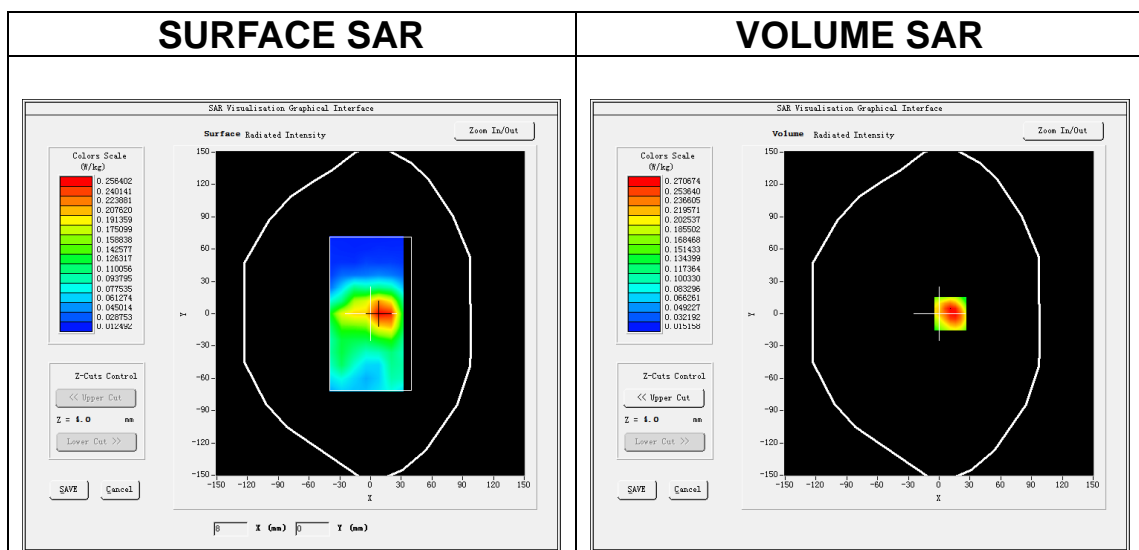 SURFACE SAR
VOLUME SAR
SAR Visualisation Graphical Interface
Surface Radiated Intensity
Zoom In/Out
Colors Scale
(W/kg)
0.256402
0.240141
0.223881
0.207620
0.191359
0.175099
0.158838
0.142577
0.126317
0.110056
0.093795
0.077535
0.061274
0.045014
0.028753
0.012492
150
120
90
60
30
0
-30
-60
-90
-120
-150
Y
-150 -120 -90 -60 -30 0 30 60 90 120 150
X
Z-Cuts Control
<< Upper Cut
Z = 4.0 mm
Lower Cut >>
SAVE Cancel
8 X (mm) 0 Y (mm)
SAR Visualisation Graphical Interface
Volume Radiated Intensity
Zoom In/Out
Colors Scale
(W/kg)
0.270674
0.253640
0.236605
0.219571
0.202537
0.185502
0.168468
0.151433
0.134399
0.117364
0.100330
0.083296
0.066261
0.049227
0.032192
0.015158
150
120
90
60
30
0
-30
-60
-90
-120
-150
Y
-150 -120 -90 -60 -30 0 30 60 90 120 150
X
Z-Cuts Control
<< Upper Cut
Z = 4.0 mm
Lower Cut >>
SAVE Cancel